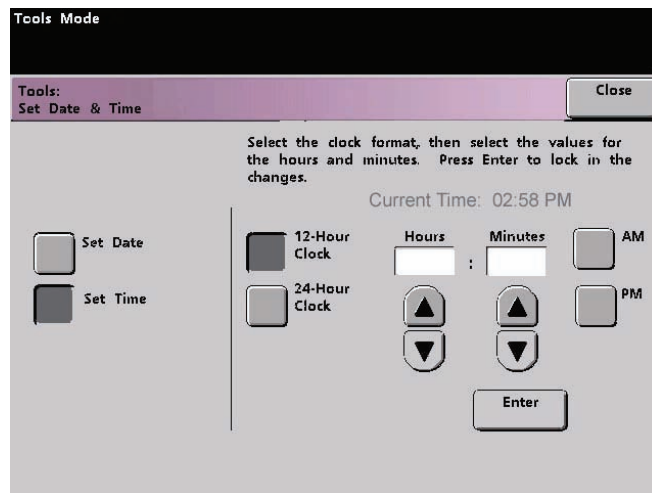 Tools Mode
Tools:
Set Date & Time
Close
Select the clock format, then select the values for
the hours and minutes. Press Enter to lock in the
changes.
Current Time: 02:58 PM
Set Date
Set Time
12-Hour
Clock
24-Hour
Clock
Hours
Minutes
:
AM
PM
Enter